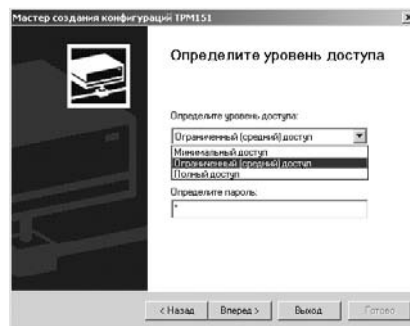 Мастер создания конфигураций ТРМ151
Определите уровень доступа
Определите уровень доступа:
Ограниченный (средний) доступ
Минимальный доступ
Ограниченный (средний) доступ
Полный доступ
Определите пароль:
*
< Назад Вперед > Выход Готово